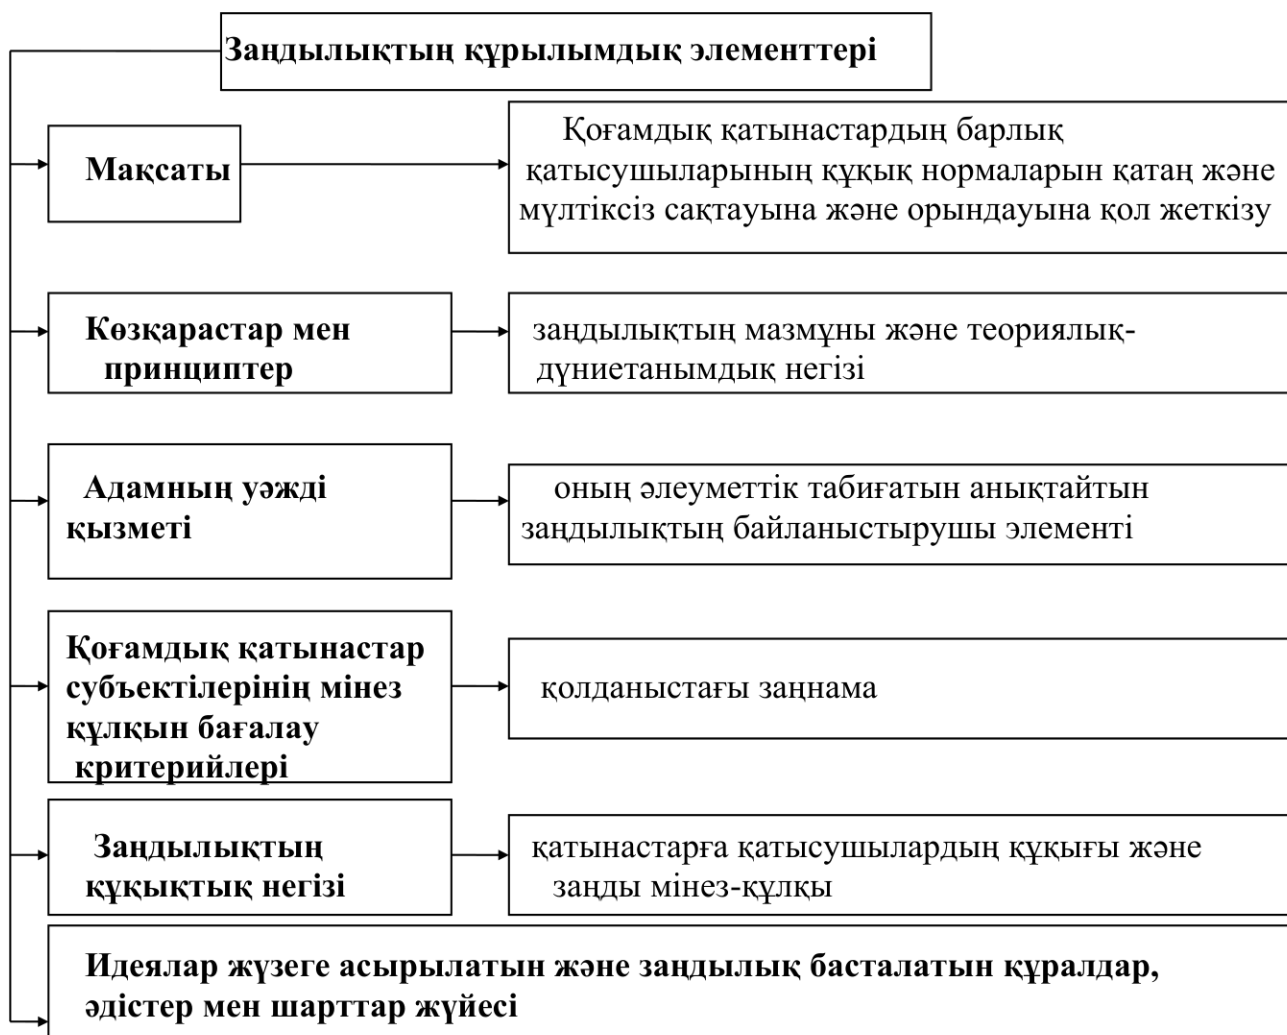 Заңдылықтың құрылымдық элементтері
Мақсаты
Қоғамдық қатынастардың барлық
қатысушыларының құқық нормаларын қатаң және
мүлтіксіз сақтауына және орындауына қол жеткізу
Көзқарастар мен
принциптер
заңдылықтың мазмұны және теориялық-
дүниетанымдық негізі
Адамның уәжді
қызметі
оның әлеуметтік табиғатын анықтайтын
заңдылықтың байланыстырушы элементі
Қоғамдық қатынастар
субъектілерінің мінез
құлқын бағалау
критерийлері
қолданыстағы заңнама
Заңдылықтың
құқықтық негізі
қатынастарға қатысушылардың құқығы және
заңды мінез-құлқы
Идеялар жүзеге асырылатын және заңдылық басталатын құралдар,
әдістер мен шарттар жүйесі